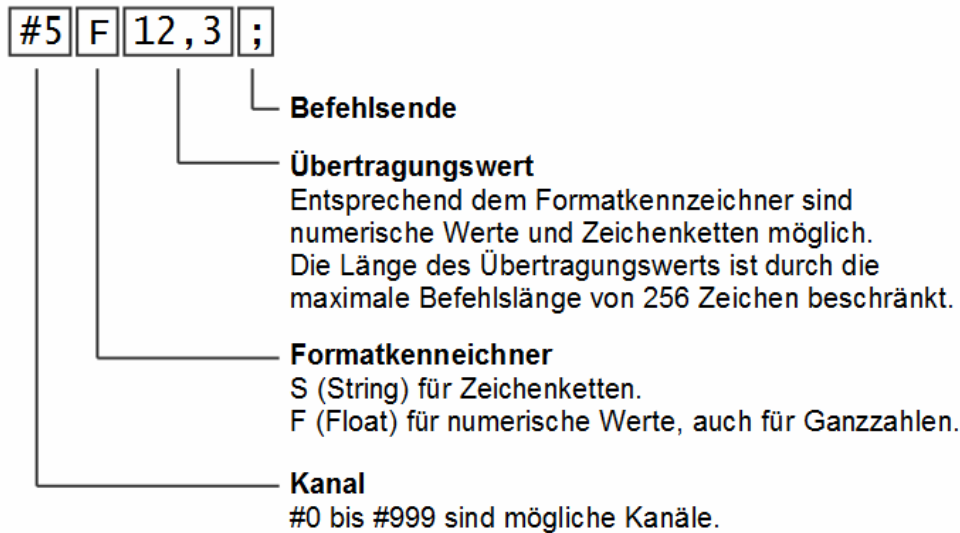 #5 F 12,3 ;
Befehlsende
Übertragungswert
Entsprechend dem Formatkennzeichner sind
numerische Werte und Zeichenketten möglich.
Die Länge des Übertragungswerts ist durch die
maximale Befehlslänge von 256 Zeichen beschränkt.
Formatkenneichner
S (String) für Zeichenketten.
F (Float) für numerische Werte, auch für Ganzzahlen.
Kanal
#0 bis #999 sind mögliche Kanäle.